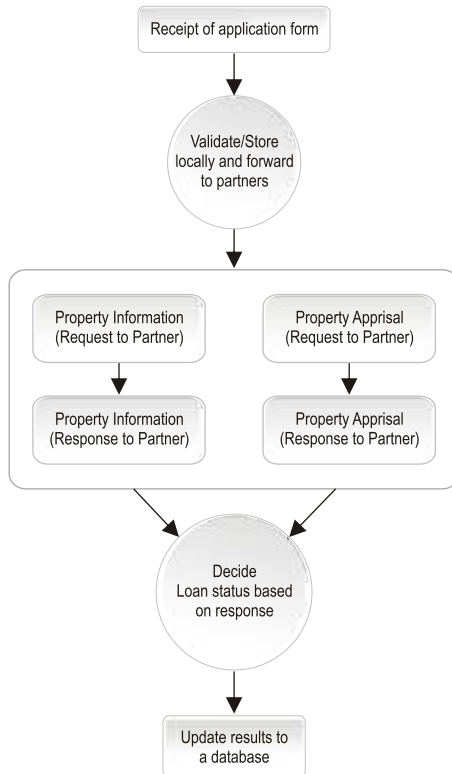 Receipt of application form
Validate/Store
locally and forward
to partners
Property Information
(Request to Partner)
Property Apprisal
(Request to Partner)
Property Information
(Response to Partner)
Property Apprisal
(Response to Partner)
Decide
Loan status based
on response
Update results to
a database